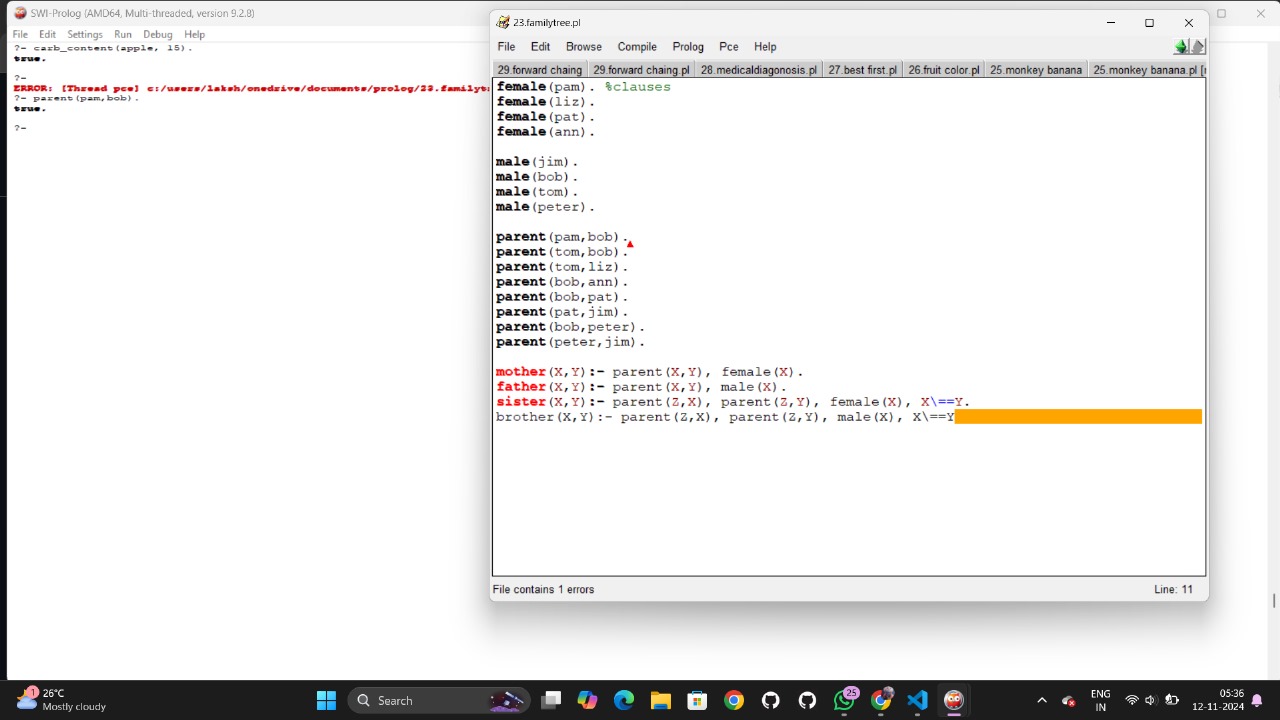 SWI-Prolog (AMD64, Multi-threaded, version 9.2.8)
File Edit Settings Run Debug Help
?- carb_content(apple, 15).
true.
?-
ERROR: [Thread pce] c:/users/laksh/onedrive/documents/prolog/23.familytr
?- parent(pam,bob).
true.
?-
23.familytree.pl
File Edit Browse Compile Prolog Pce Help
29.forward chaing 29.forward chaing.pl 28.medicaldiagonosis.pl 27.best first.pl 26.fruit color.pl 25.monkey banana 25.monkey banana.pl [r
female(pam). %clauses
female(liz).
female(pat).
female(ann).
male(jim).
male(bob).
male(tom).
male(peter).
parent(pam,bob).
parent(tom,bob).
parent(tom,liz).
parent(bob,ann).
parent(bob,pat).
parent(pat,jim).
parent(bob,peter).
parent(peter,jim).
mother(X,Y):- parent(X,Y), female(X).
father(X,Y):- parent(X,Y), male(X).
sister(X,Y):- parent(Z,X), parent(Z,Y), female(X), X\==Y.
brother(X,Y):- parent(Z,X), parent(Z,Y), male(X), X\==Y
File contains 1 errors
Line: 11
1
26°C
Mostly cloudy
Search
25
ENG
IN
05:36
12-11-2024